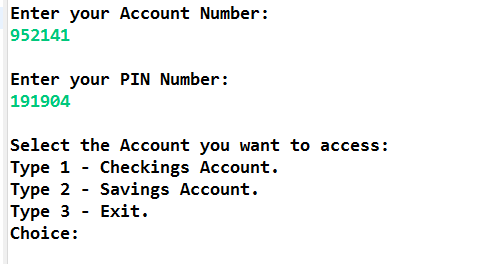 Enter your Account Number:
952141
Enter your PIN Number:
191904
Select the Account you want to access:
Type 1 - Checkings Account.
Type 2 - Savings Account.
Type 3 - Exit.
Choice: